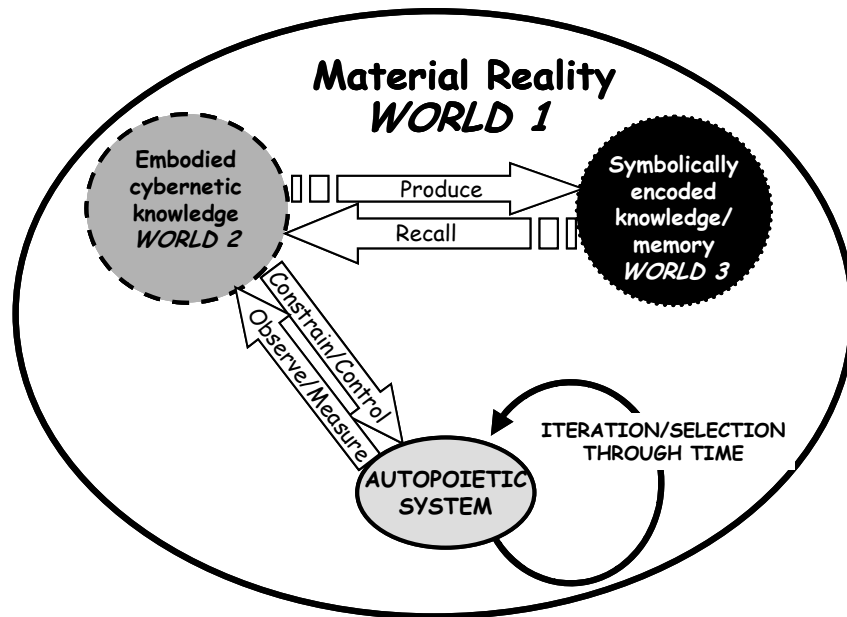 Material Reality
WORLD 1
Embodied
cybernetic
knowledge
WORLD 2
Produce
Recall
Symbolically
encoded
knowledge/
memory
WORLD 3
Constrain/Control
Observe/Measure
AUTOPOIETIC
SYSTEM
ITERATION/SELECTION
THROUGH TIME